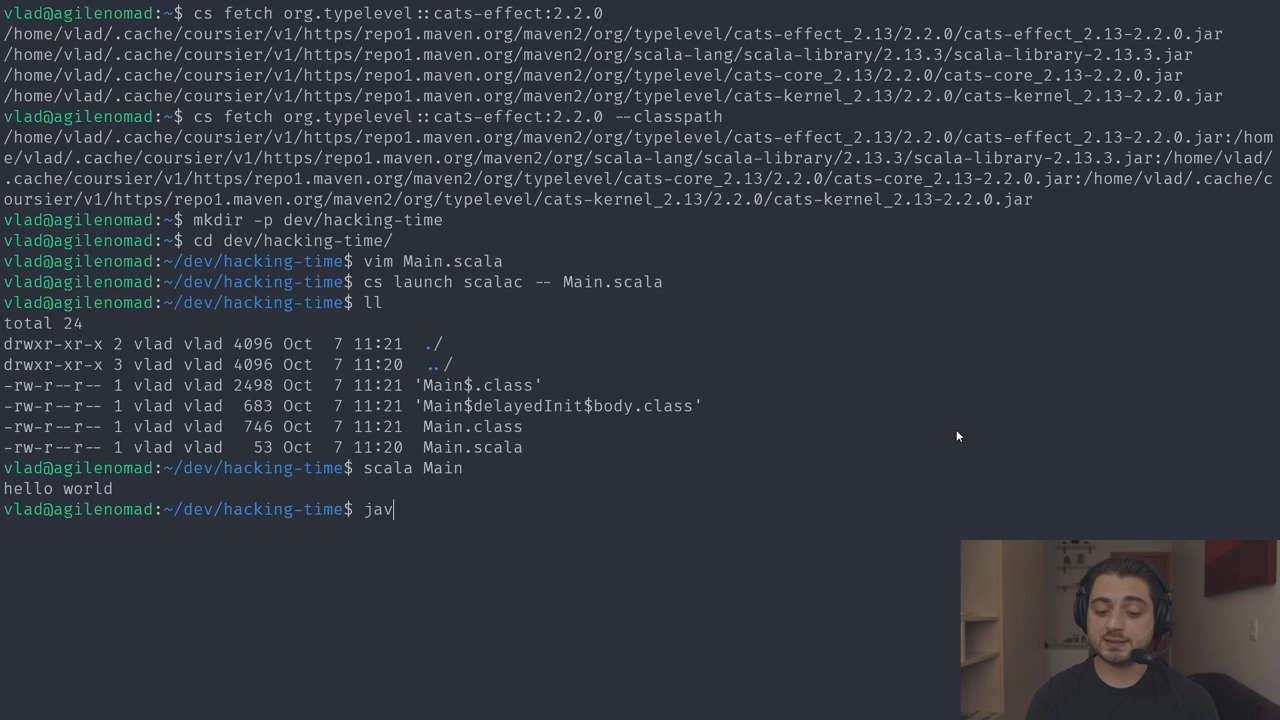 vlad@agilenomad:~$ cs fetch org.typelevel::cats-effect:2.2.0
/home/vlad/.cache/coursier/v1/https/repo1.maven.org/maven2/org/typelevel/cats-effect_2.13/2.2.0/cats-effect_2.13-2.2.0.jar
/home/vlad/.cache/coursier/v1/https/repo1.maven.org/maven2/org/scala-lang/scala-library/2.13.3/scala-library-2.13.3.jar
/home/vlad/.cache/coursier/v1/https/repo1.maven.org/maven2/org/typelevel/cats-core_2.13/2.2.0/cats-core_2.13-2.2.0.jar
/home/vlad/.cache/coursier/v1/https/repo1.maven.org/maven2/org/typelevel/cats-kernel_2.13/2.2.0/cats-kernel_2.13-2.2.0.jar
vlad@agilenomad:~$ cs fetch org.typelevel::cats-effect:2.2.0 --classpath
/home/vlad/.cache/coursier/v1/https/repo1.maven.org/maven2/org/typelevel/cats-effect_2.13/2.2.0/cats-effect_2.13-2.2.0.jar:/hom
e/vlad/.cache/coursier/v1/https/repo1.maven.org/maven2/org/scala-lang/scala-library/2.13.3/scala-library-2.13.3.jar:/home/vlad/
.cache/coursier/v1/https/repo1.maven.org/maven2/org/typelevel/cats-core_2.13/2.2.0/cats-core_2.13-2.2.0.jar:/home/vlad/.cache/c
oursier/v1/https/repo1.maven.org/maven2/org/typelevel/cats-kernel_2.13/2.2.0/cats-kernel_2.13-2.2.0.jar
vlad@agilenomad:~$ mkdir -p dev/hacking-time
vlad@agilenomad:~$ cd dev/hacking-time/
vlad@agilenomad:~/dev/hacking-time$ vim Main.scala
vlad@agilenomad:~/dev/hacking-time$ cs launch scalac -- Main.scala
vlad@agilenomad:~/dev/hacking-time$ ll
total 24
drwxr-xr-x 2 vlad vlad 4096 Oct  7 11:21  ./
drwxr-xr-x 3 vlad vlad 4096 Oct  7 11:20  ../
-rw-r--r-- 1 vlad vlad 2498 Oct  7 11:21 'Main$.class'
-rw-r--r-- 1 vlad vlad  683 Oct  7 11:21 'Main$delayedInit$body.class'
-rw-r--r-- 1 vlad vlad  746 Oct  7 11:21  Main.class
-rw-r--r-- 1 vlad vlad   53 Oct  7 11:20  Main.scala
vlad@agilenomad:~/dev/hacking-time$ scala Main
hello world
vlad@agilenomad:~/dev/hacking-time$ jav